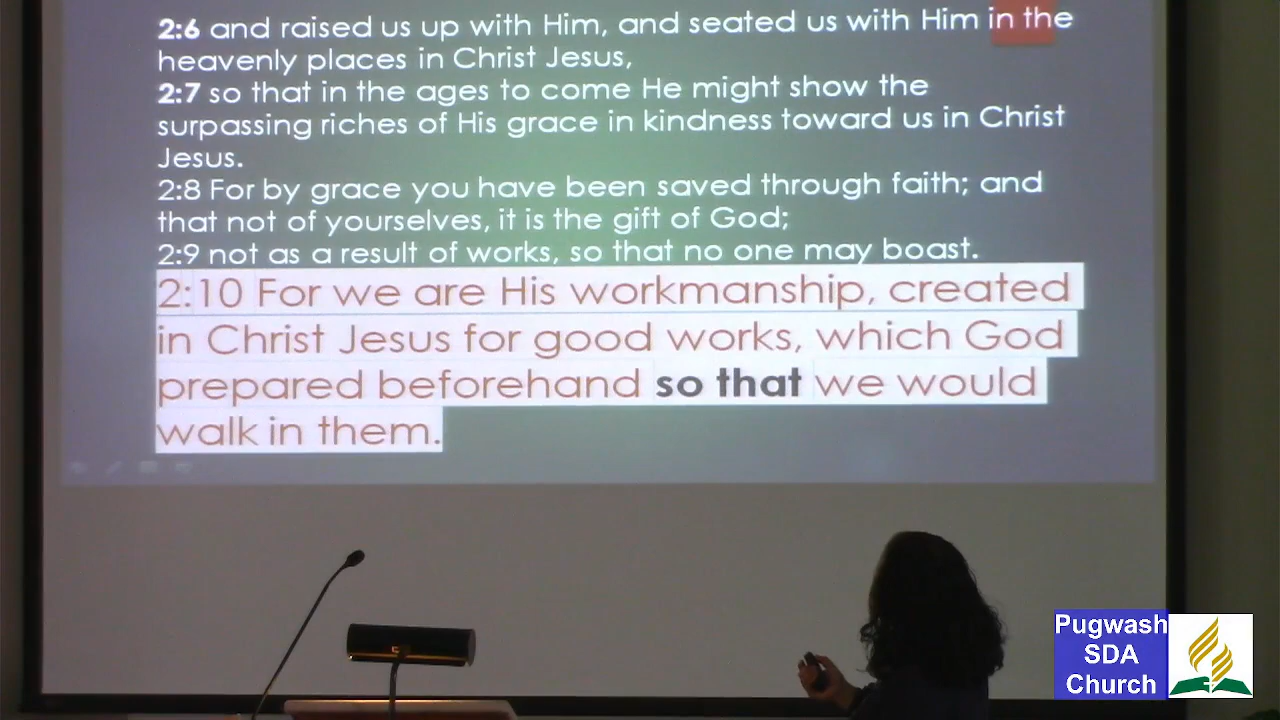 2:6 and raised us up with Him, and seated us with Him in the
heavenly places in Christ Jesus,
2:7 so that in the ages to come He might show the
surpassing riches of His grace in kindness toward us in Christ
Jesus.
2:8 For by grace you have been saved through faith; and
that not of yourselves, it is the gift of God;
2:9 not as a result of works, so that no one may boast.
2:10 For we are His workmanship, created
in Christ Jesus for good works, which God
prepared beforehand so that we would
walk in them.
Pugwash
SDA
Church